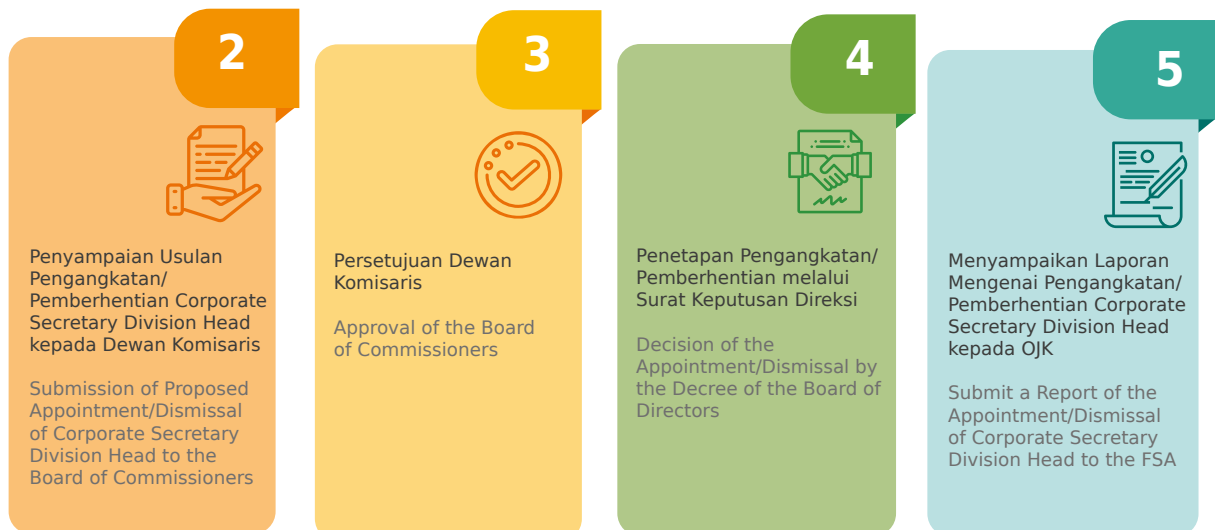 2
Penyampaian Usulan
Pengangkatan/
Pemberhentian Corporate
Secretary Division Head
kepada Dewan Komisaris
Submission of Proposed
Appointment/Dismissal
of Corporate Secretary
Division Head to the
Board of Commissioners
3
Persetujuan Dewan
Komisaris
Approval of the Board
of Commissioners
4
Penetapan Pengangkatan/
Pemberhentian melalui
Surat Keputusan Direksi
Decision of the
Appointment/Dismissal by
the Decree of the Board of
Directors
5
Menyampaikan Laporan
Mengenai Pengangkatan/
Pemberhentian Corporate
Secretary Division Head
kepada OJK
Submit a Report of the
Appointment/Dismissal
of Corporate Secretary
Division Head to the FSA